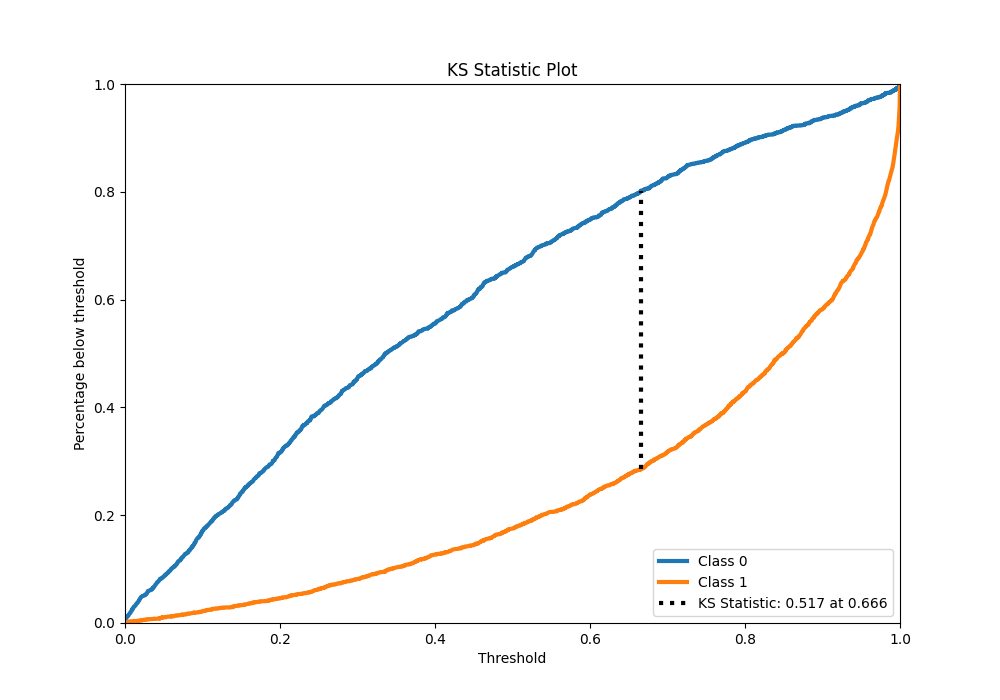 KS Statistic Plot
Percentage below threshold
1.0
0.8
0.6
0.4
0.2
0.0
0.0 0.2 0.4 0.6 0.8 1.0
Threshold
Class 0
Class 1
KS Statistic: 0.517 at 0.666